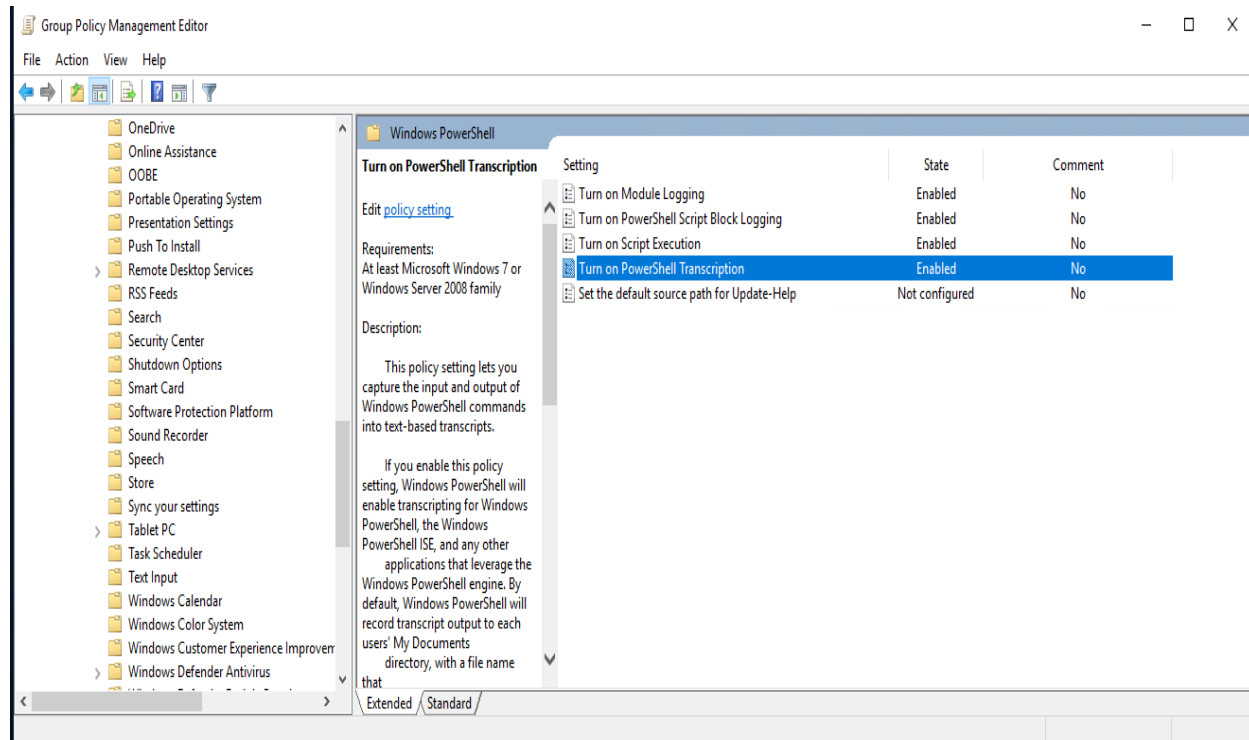 Group Policy Management Editor
File Action View Help
OneDrive
Online Assistance
OOBE
Portable Operating System
Presentation Settings
Push To Install
Remote Desktop Services
RSS Feeds
Search
Security Center
Shutdown Options
Smart Card
Software Protection Platform
Sound Recorder
Speech
Store
Sync your settings
Tablet PC
Task Scheduler
Text Input
Windows Calendar
Windows Color System
Windows Customer Experience Improvem
Windows Defender Antivirus
Windows PowerShell
Turn on PowerShell Transcription
Edit policy setting
Requirements:
At least Microsoft Windows 7 or
Windows Server 2008 family
Description:
This policy setting lets you
capture the input and output of
Windows PowerShell commands
into text-based transcripts.
If you enable this policy
setting, Windows PowerShell will
enable transcripting for Windows
PowerShell, the Windows
PowerShell ISE, and any other
applications that leverage the
Windows PowerShell engine. By
default, Windows PowerShell will
record transcript output to each
users' My Documents
directory, with a file name
that
Setting State Comment
Turn on Module Logging Enabled No
Turn on PowerShell Script Block Logging Enabled No
Turn on Script Execution Enabled No
Turn on PowerShell Transcription Enabled No
Set the default source path for Update-Help Not configured No
Extended Standard